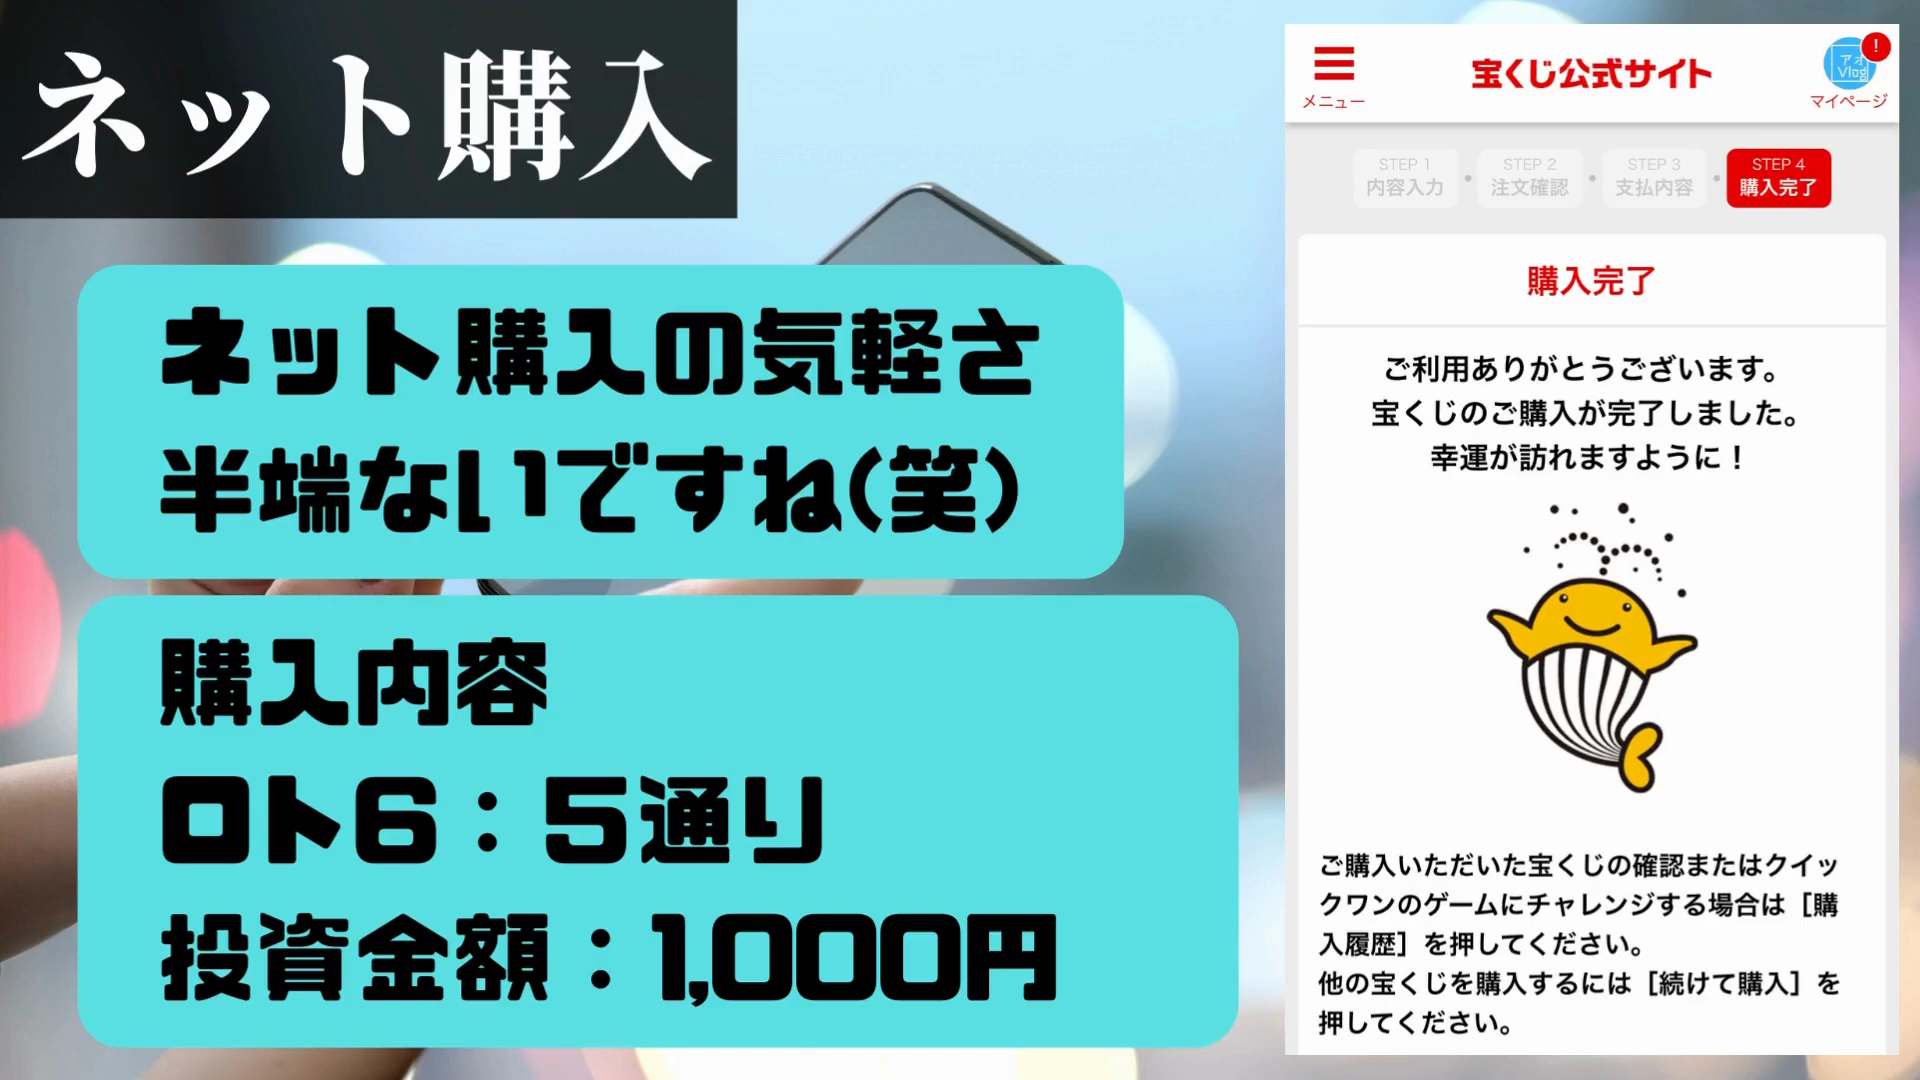 ネット購入
ネット購入の気軽さ
半端ないですね(笑)
購入内容
ロト6：5通り
投資金額：1,000円
メニュー
宝くじ公式サイト
アオ
Vlog
!
マイページ
STEP 1
内容入力
STEP 2
注文確認
STEP 3
支払内容
STEP 4
購入完了
購入完了
ご利用ありがとうございます。
宝くじのご購入が完了しました。
幸運が訪れますように！
ご購入いただいた宝くじの確認またはクイッ
クワンのゲームにチャレンジする場合は［購
入履歴］を押してください。
他の宝くじを購入するには［続けて購入］を
押してください。